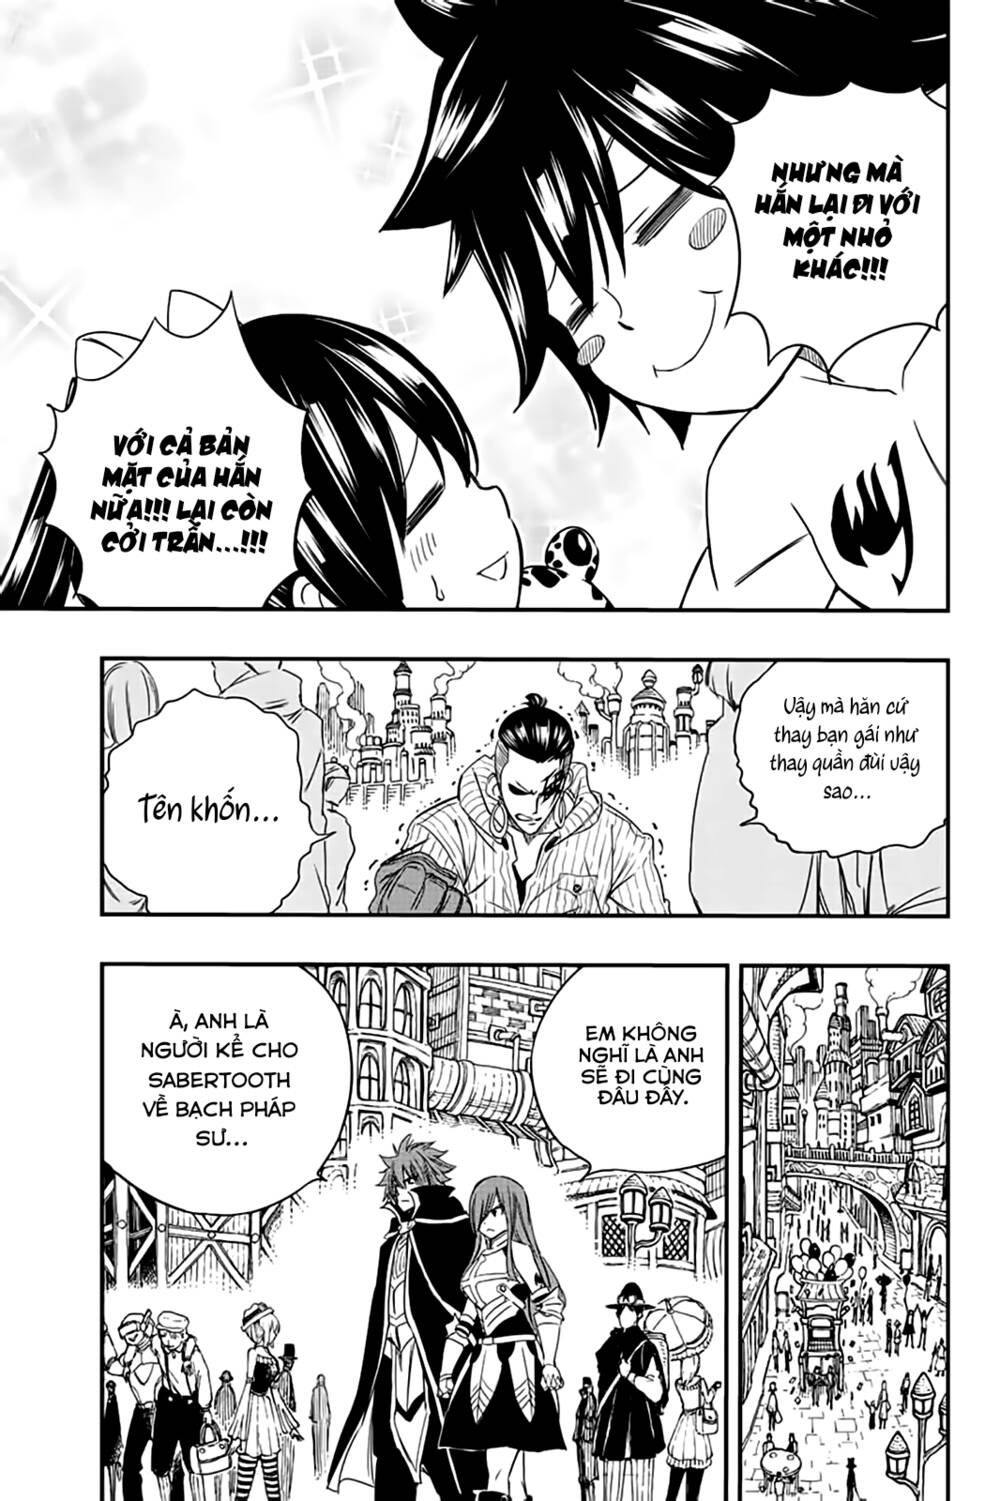 NHƯNG MÀ
HẮN LẠI ĐI VỚI
MỘT NHỎ
KHÁC!!!
VỚI CẢ BẢN
MẶT CỦA HẮN
NỮA!!! LẠI CÒN
CỞI TRẦN...!!!
Vậy mà hắn cứ
thay bạn gái như
thay quần đùi vậy
sao...
Tên khốn...
EM KHÔNG
NGHĨ LÀ ANH
SẼ ĐI CÙNG
ĐÂU ĐẤY.
À, ANH LÀ
NGƯỜI KỂ CHO
SABERTOOTH
VỀ BẠCH PHÁP
SƯ...